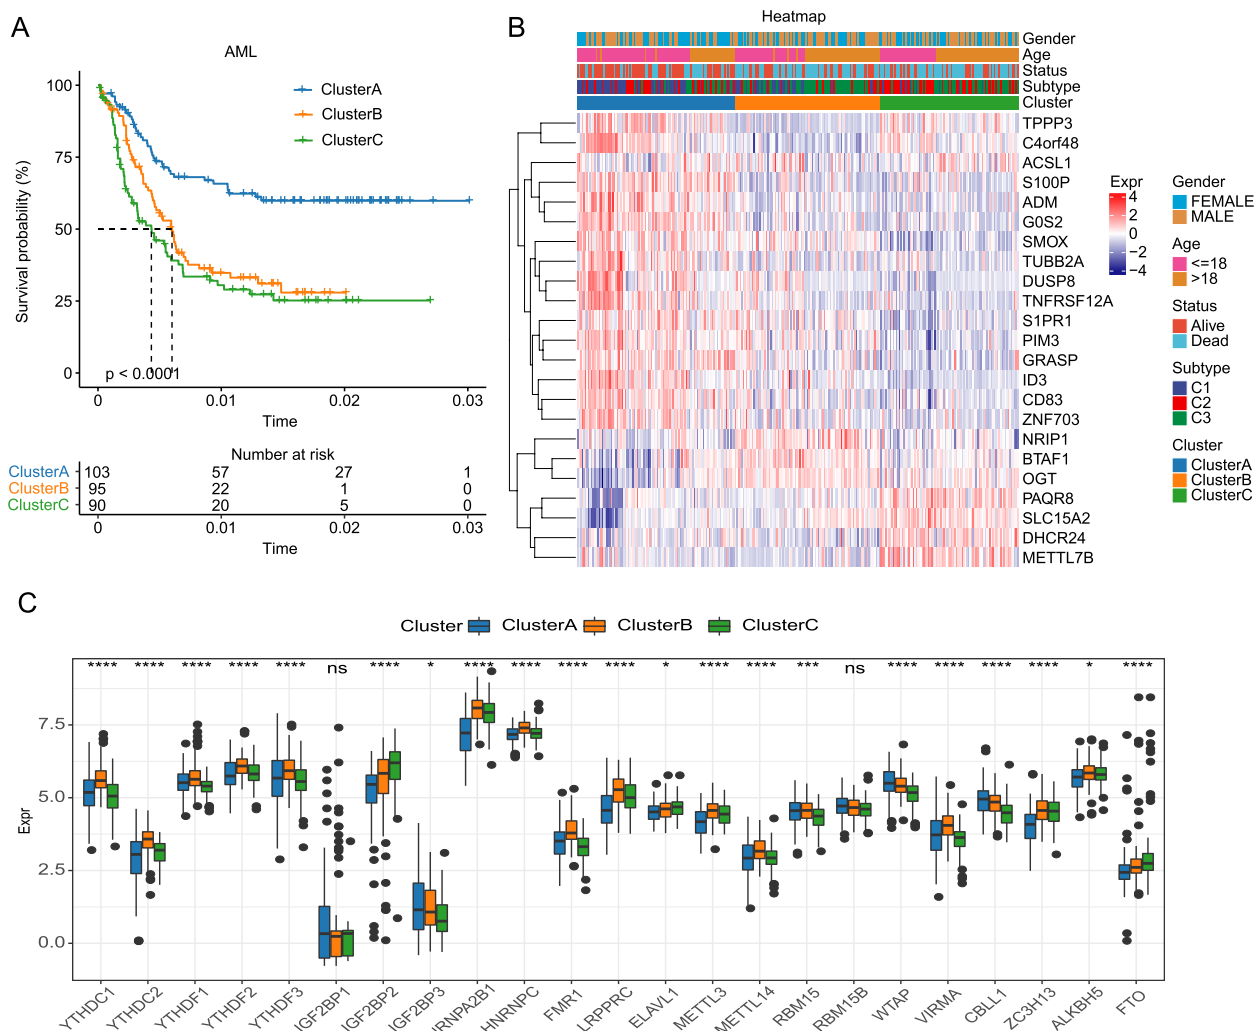 A
AML
ClusterA
ClusterB
ClusterC
Survival probability (%)
100
75
50
25
0
p < 0.0001
0
0.01
0.02
0.03
Time
Number at risk
ClusterA 103 57 27 1
ClusterB 95 22 1 0
ClusterC 90 20 5 0
0
0.01
0.02
0.03
Time
B
Heatmap
Gender
Age
Status
Subtype
Cluster
TPPP3
C4orf48
ACSL1
S100P
ADM
G0S2
SMOX
TUBB2A
DUSP8
TNFRSF12A
S1PR1
PIM3
GRASP
ID3
CD83
ZNF703
NRIP1
BTAF1
OGT
PAQR8
SLC15A2
DHCR24
METTL7B
Expr
4
2
0
−2
−4
Gender
FEMALE
MALE
Age
<=18
>18
Status
Alive
Dead
Subtype
C1
C2
C3
Cluster
ClusterA
ClusterB
ClusterC
C
Cluster ClusterA ClusterB ClusterC
**** **** **** **** **** ns **** * **** **** **** **** * **** **** *** ns **** **** **** **** * ****
Expr
7.5
5.0
2.5
0.0
YTHDC1
YTHDC2
YTHDF1
YTHDF2
YTHDF3
IGF2BP1
IGF2BP2
IGF2BP3
IRNPA2B1
HNRNPC
FMR1
LRPPRC
ELAVL1
METTL3
METTL14
RBM15
RBM15B
WTAP
VIRMA
CBLL1
ZC3H13
ALKBH5
FTO